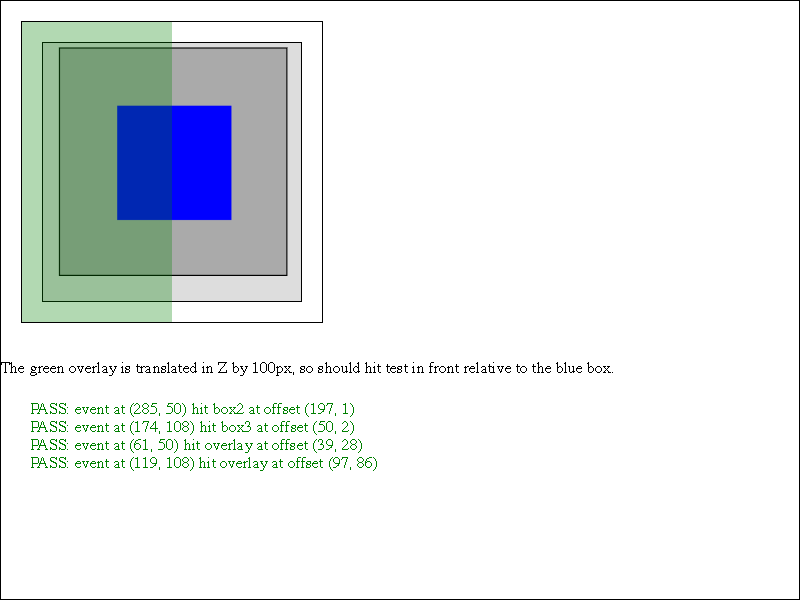 The green overlay is translated in Z by 100px, so should hit test in front relative to the blue box.
PASS: event at (285, 50) hit box2 at offset (197, 1)
PASS: event at (174, 108) hit box3 at offset (50, 2)
PASS: event at (61, 50) hit overlay at offset (39, 28)
PASS: event at (119, 108) hit overlay at offset (97, 86)